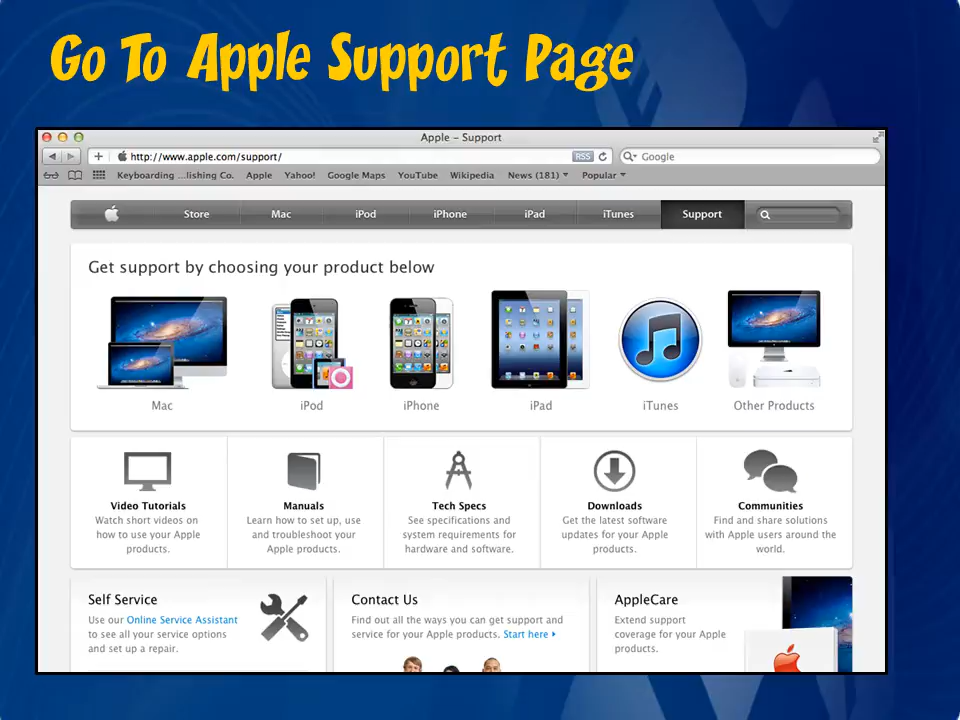 Go To Apple Support Page
Apple – Support
http://www.apple.com/support/ RSS Google
Keyboarding ...lishing Co. Apple Yahoo! Google Maps YouTube Wikipedia News (181) Popular
Store Mac iPod iPhone iPad iTunes Support
Get support by choosing your product below
Mac iPod iPhone iPad iTunes Other Products
Video Tutorials
Watch short videos on
how to use your Apple
products.
Manuals
Learn how to set up, use
and troubleshoot your
Apple products.
Tech Specs
See specifications and
system requirements for
hardware and software.
Downloads
Get the latest software
updates for your Apple
products.
Communities
Find and share solutions
with Apple users around the
world.
Self Service
Use our Online Service Assistant
to see all your service options
and set up a repair.
Contact Us
Find out all the ways you can get support and
service for your Apple products. Start here
AppleCare
Extend support
coverage for your Apple
products.